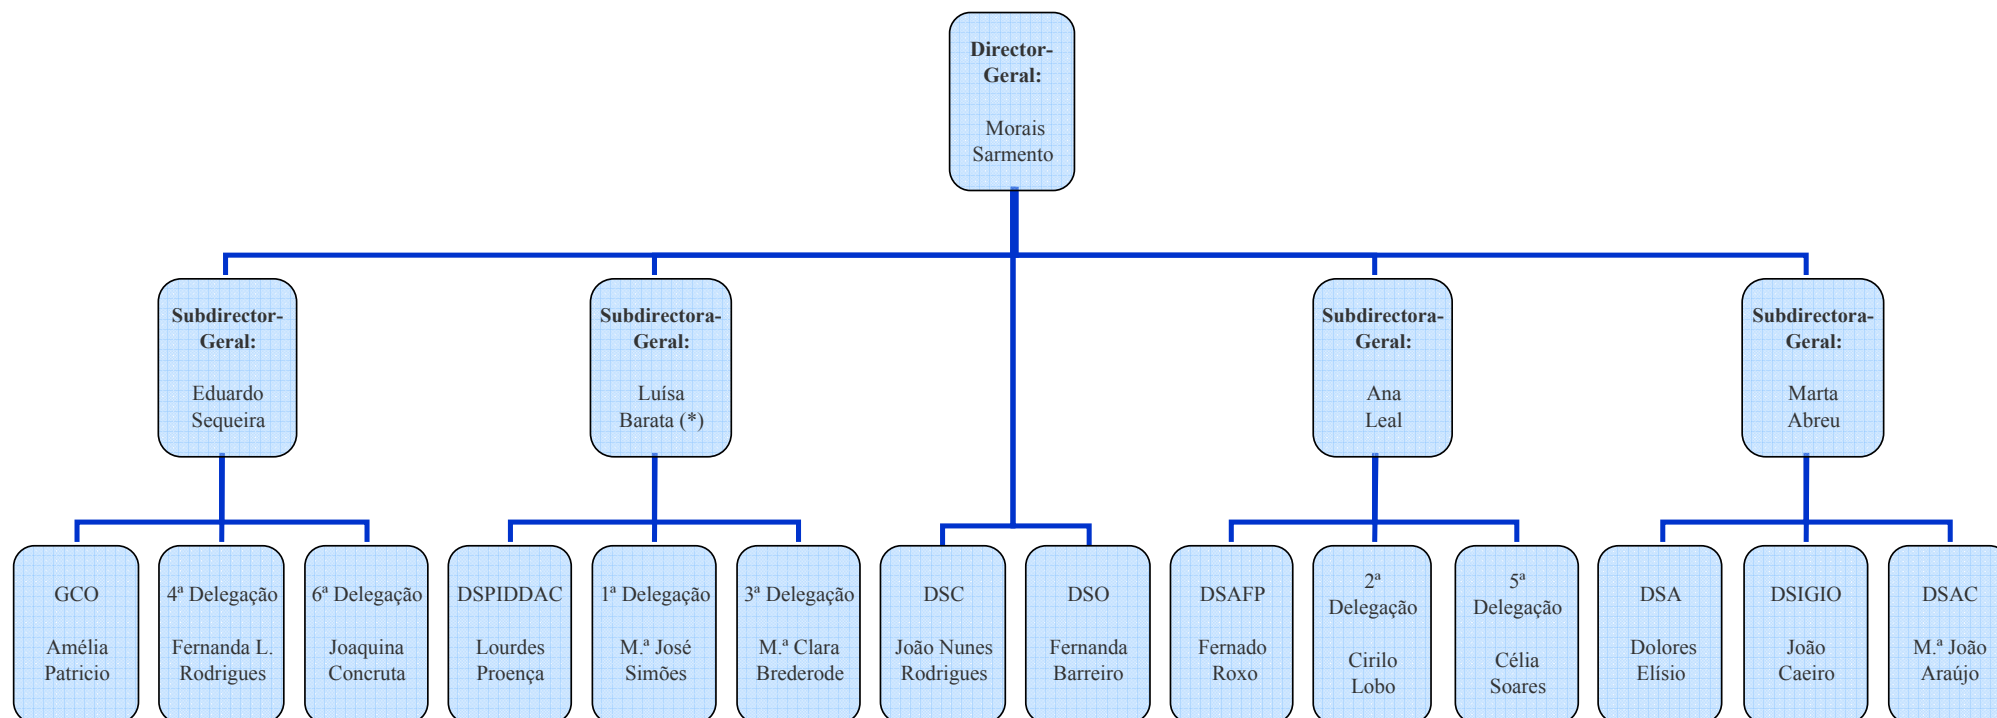 Director-
Geral:
Morais
Sarmento
Subdirector-
Geral:
Eduardo
Sequeira
Subdirectora-
Geral:
Luísa
Barata (*)
Subdirectora-
Geral:
Ana
Leal
Subdirectora-
Geral:
Marta
Abreu
GCO
Amélia
Patricio
4ª Delegação
Fernanda L.
Rodrigues
6ª Delegação
Joaquina
Concruta
DSPIDDAC
Lourdes
Proença
1ª Delegação
M.ª José
Simões
3ª Delegação
M.ª Clara
Brederode
DSC
João Nunes
Rodrigues
DSO
Fernanda
Barreiro
DSAFP
Fernado
Roxo
2ª
Delegação
Cirilo
Lobo
5ª
Delegação
Célia
Soares
DSA
Dolores
Elísio
DSIGIO
João
Caeiro
DSAC
M.ª João
Araújo